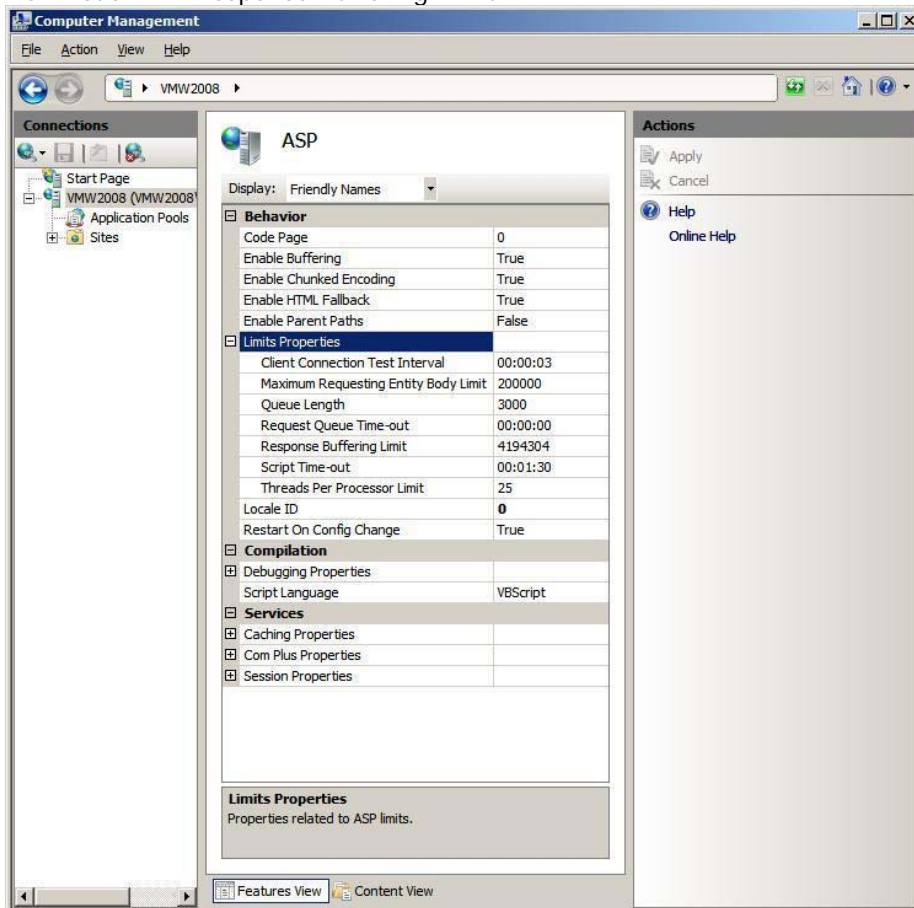 Computer Management
File Action View Help
VMW2008
Connections
Start Page
VMW2008 (VMW2008
Application Pools
Sites
ASP
Display: Friendly Names
Behavior
Code Page 0
Enable Buffering True
Enable Chunked Encoding True
Enable HTML Fallback True
Enable Parent Paths False
Limits Properties
Client Connection Test Interval 00:00:03
Maximum Requesting Entity Body Limit 200000
Queue Length 3000
Request Queue Time-out 00:00:00
Response Buffering Limit 4194304
Script Time-out 00:01:30
Threads Per Processor Limit 25
Locale ID 0
Restart On Config Change True
Compilation
Debugging Properties
Script Language VBScript
Services
Caching Properties
Com Plus Properties
Session Properties
Limits Properties
Properties related to ASP limits.
Features View Content View
Actions
Apply
Cancel
Help
Online Help